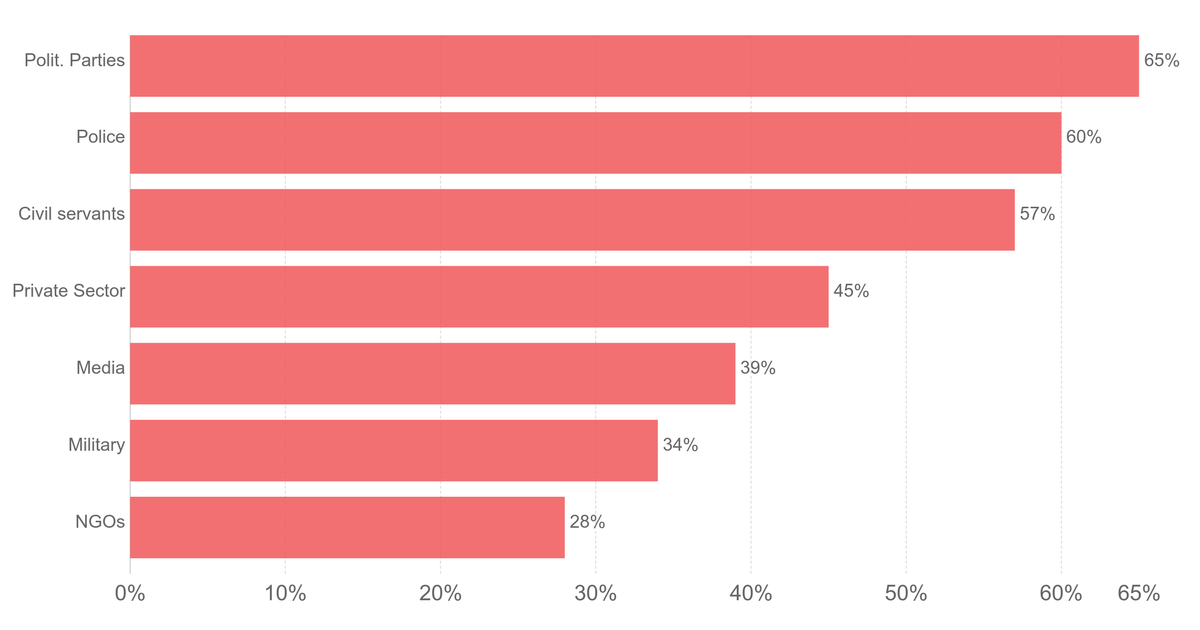 Polit. Parties 65%
Police 60%
Civil servants 57%
Private Sector 45%
Media 39%
Military 34%
NGOs 28%
0% 10% 20% 30% 40% 50% 60% 65%